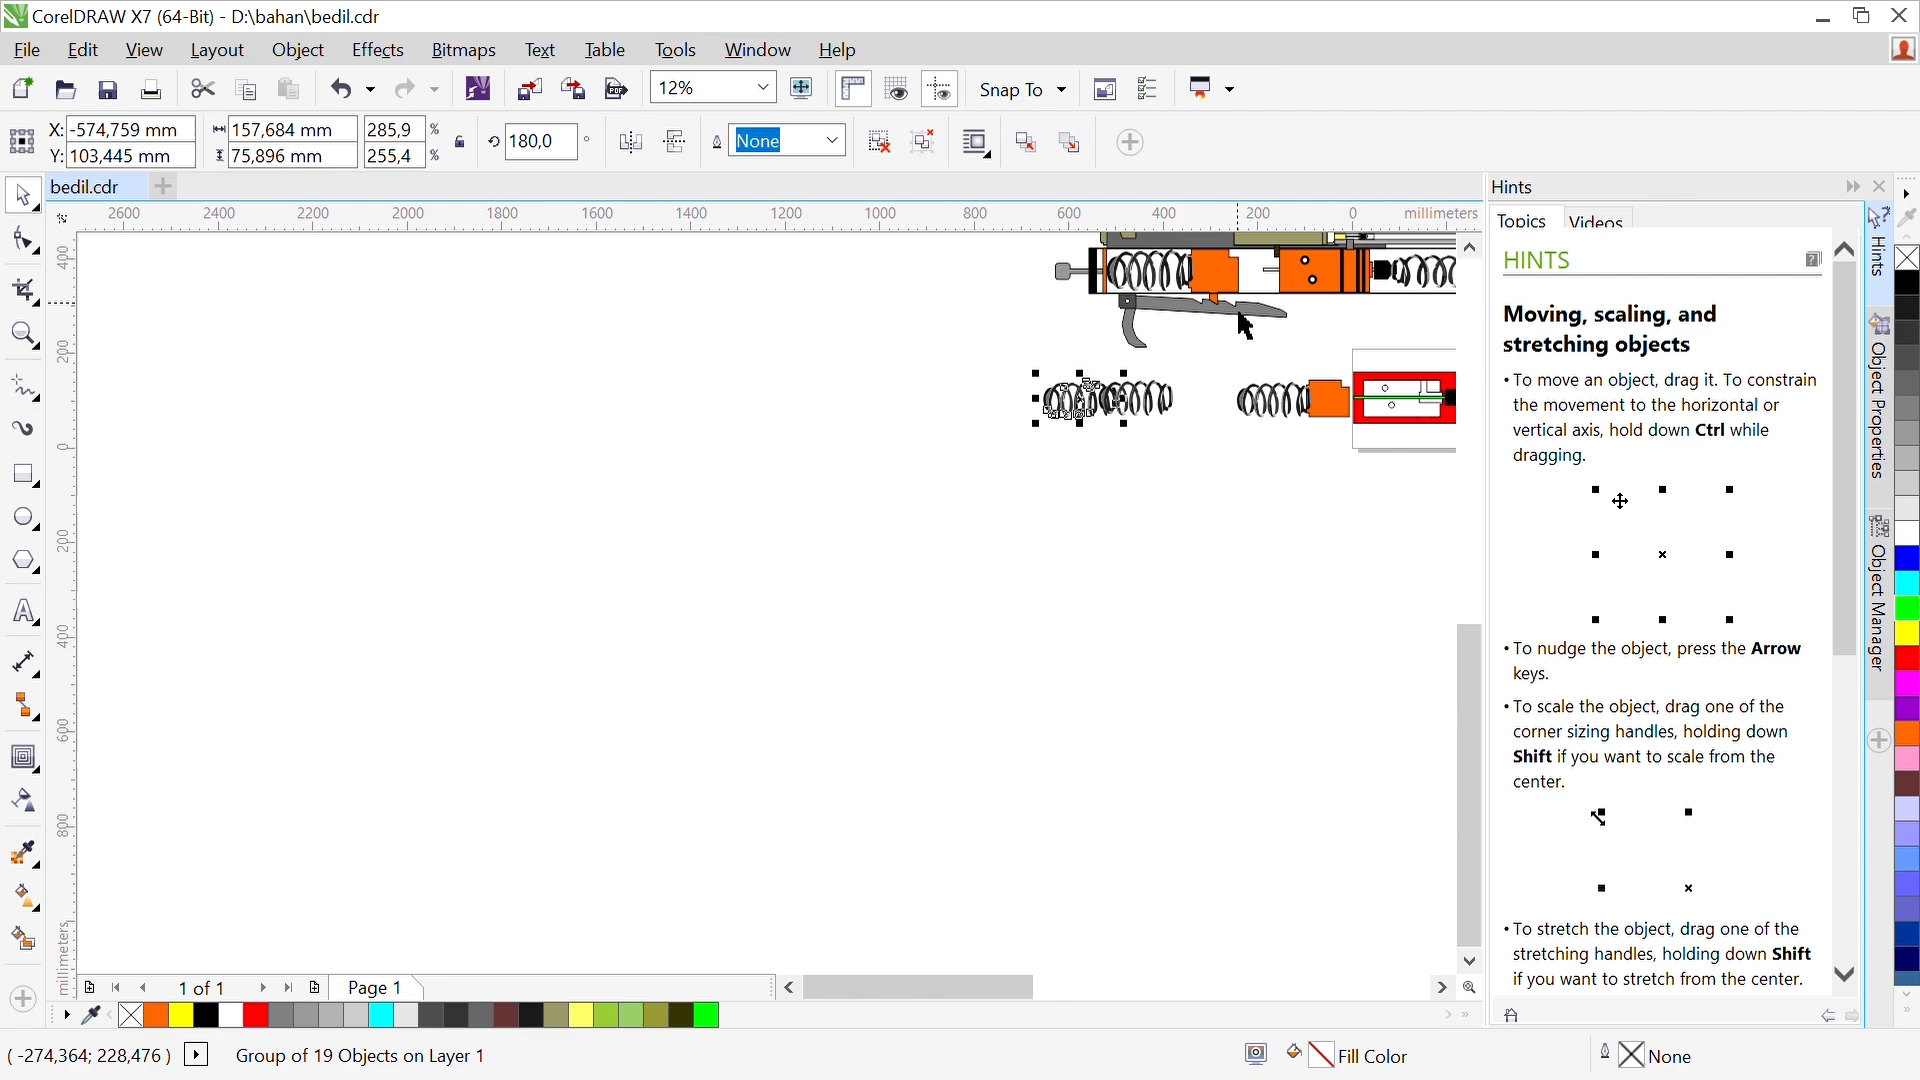 CorelDRAW X7 (64-Bit) - D:\bahan\bedil.cdr
File Edit View Layout Object Effects Bitmaps Text Table Tools Window Help
12% Snap To
X: -574,759 mm 157,684 mm 285,9 %
Y: 103,445 mm 75,896 mm 255,4 %
180,0 ° None
bedil.cdr
Hints
2600 2400 2200 2000 1800 1600 1400 1200 1000 800 600 400 200 0 millimeters
400
200
0
200
400
600
800
millimeters
Topics Videos
HINTS
Moving, scaling, and
stretching objects
• To move an object, drag it. To constrain
the movement to the horizontal or
vertical axis, hold down Ctrl while
dragging.
• To nudge the object, press the Arrow
keys.
• To scale the object, drag one of the
corner sizing handles, holding down
Shift if you want to scale from the
center.
• To stretch the object, drag one of the
stretching handles, holding down Shift
if you want to stretch from the center.
Hints
Object Properties
Object Manager
1 of 1 Page 1
( -274,364; 228,476 ) Group of 19 Objects on Layer 1 Fill Color None